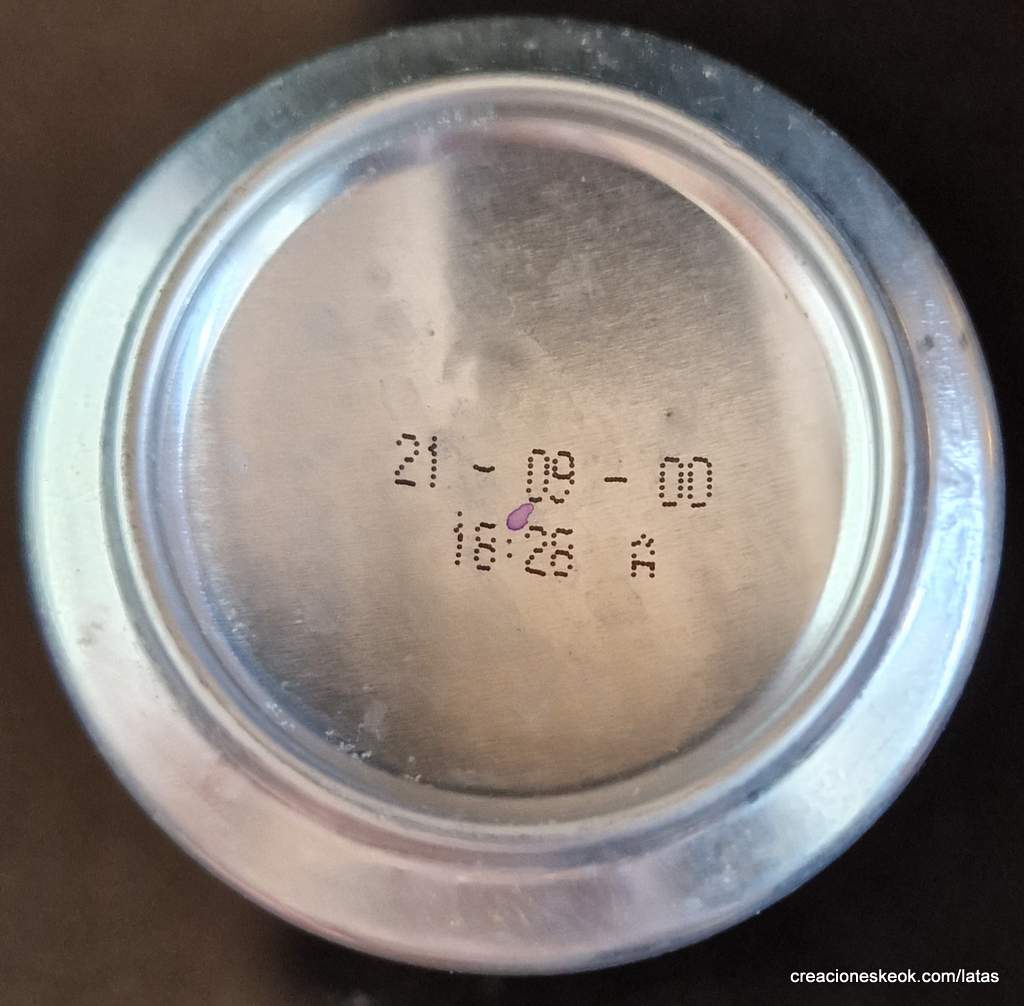 21 - 09 - 00
16:26
creacioneskeok.com/latas